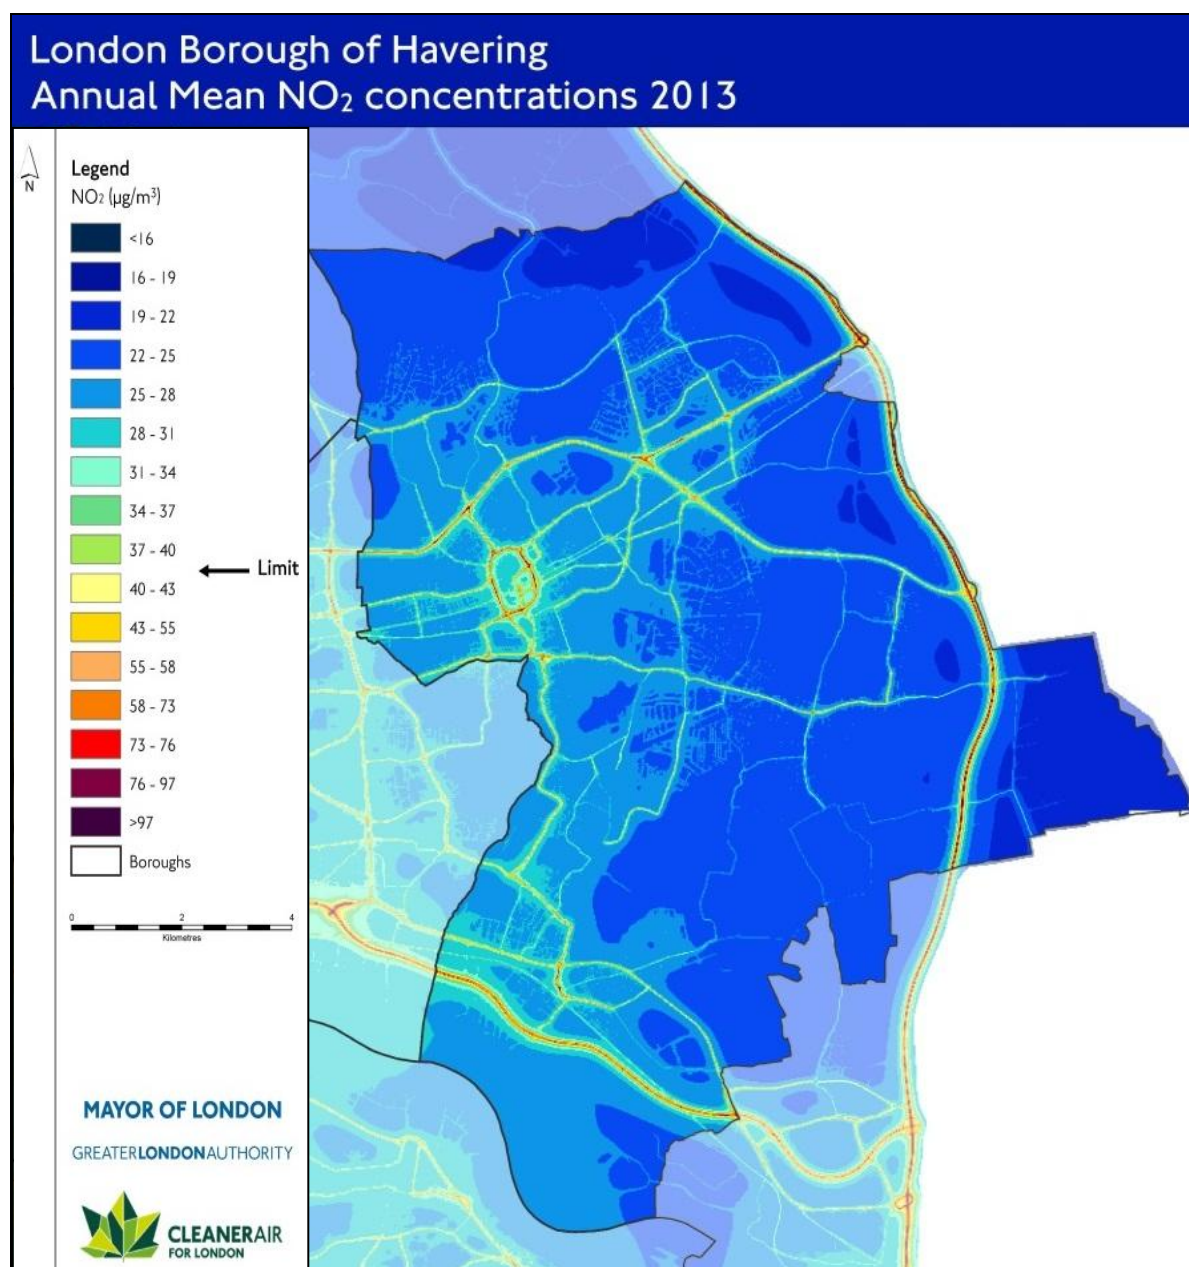 London Borough of Havering
Annual Mean NO₂ concentrations 2013
N
Legend
NO₂ (µg/m³)
<16
16 - 19
19 - 22
22 - 25
25 - 28
28 - 31
31 - 34
34 - 37
37 - 40
Limit
40 - 43
43 - 55
55 - 58
58 - 73
73 - 76
76 - 97
>97
Boroughs
0 2 4
Kilometres
MAYOR OF LONDON
GREATERLONDONAUTHORITY
CLEANERAIR
FOR LONDON